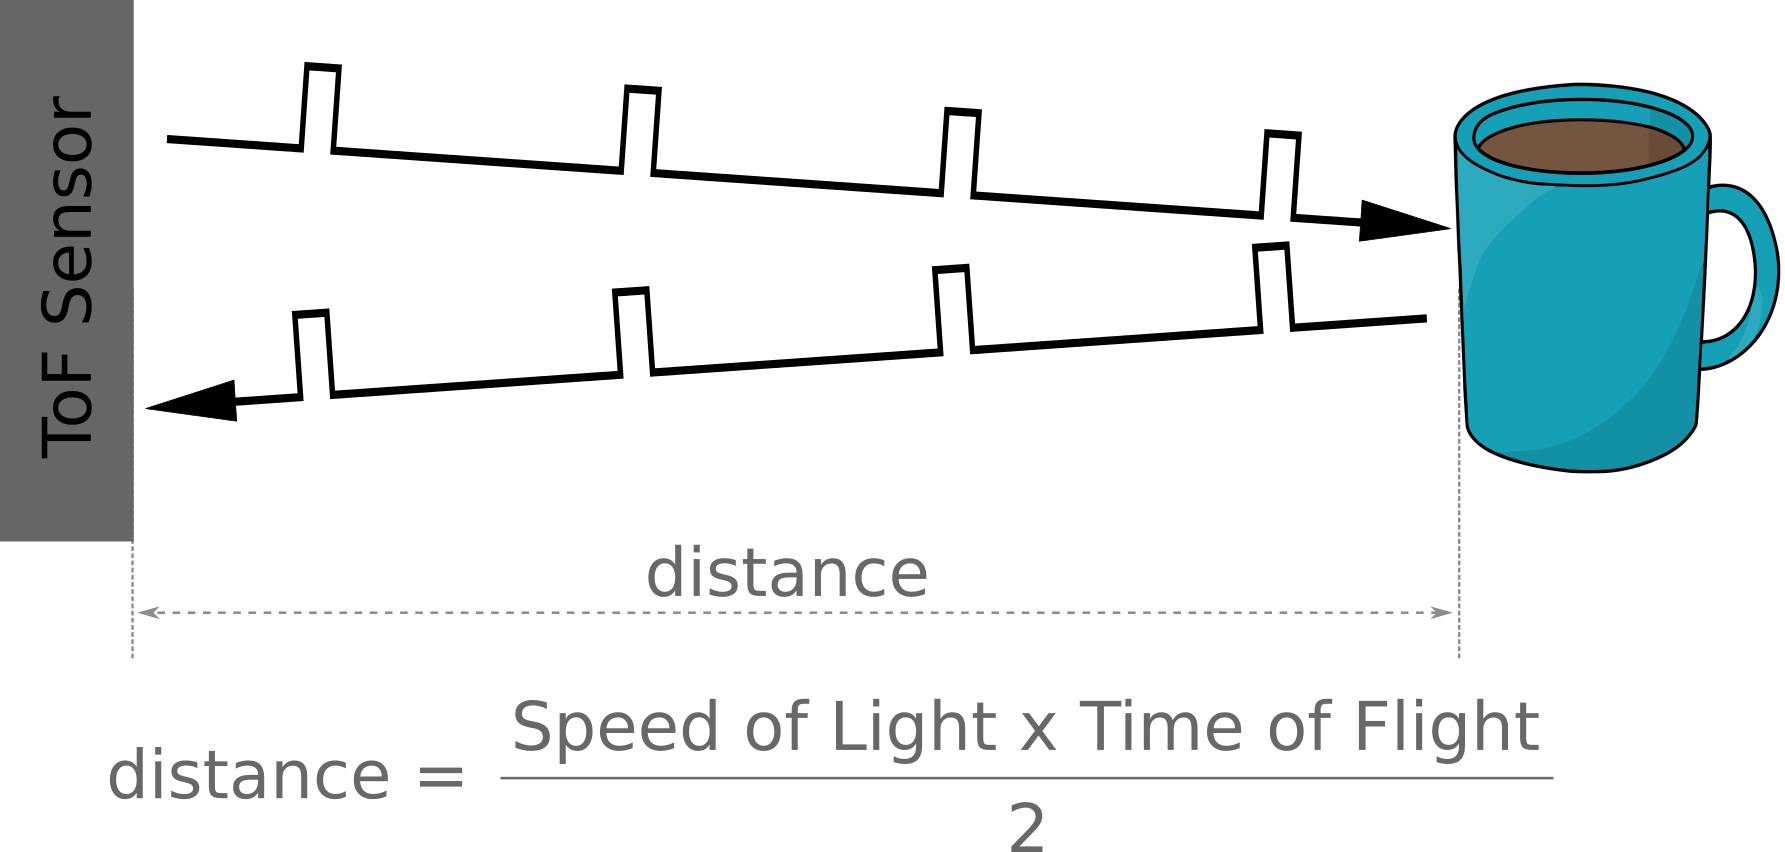 ToF Sensor
distance
distance = Speed of Light x Time of Flight
2